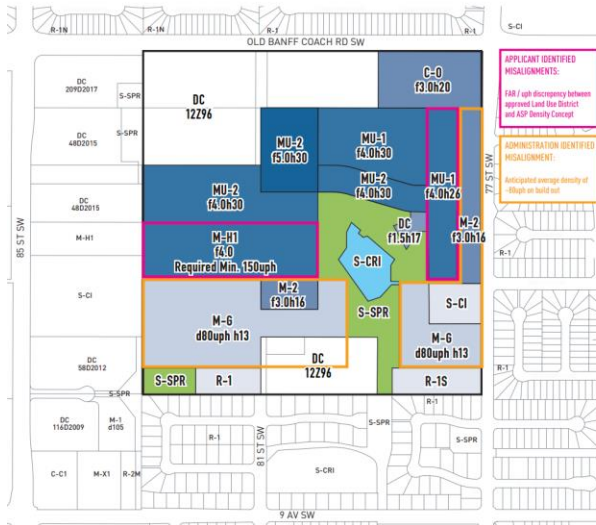 R-1N
R-1N
R-1
R-1
S-CI
OLD BANFF COACH RD SW
DC
209D2017
S-SPR
DC
12Z96
C-O
f3.0h20
APPLICANT IDENTIFIED
MISALIGNMENTS:
FAR / uph discrepency between
approved Land Use District
and ASP Density Concept
DC
48D2015
S-SPR
MU-2
f5.0h30
MU-1
f4.0h30
MU-1
f4.0h26
77 ST SW
ADMINISTRATION IDENTIFIED
MISALIGNMENT:
Anticipated average density of
~80uph on build out
MU-2
f4.0h30
MU-2
f4.0h30
DC
48D2015
M-2
f3.0h16
DC
f1.5h17
M-H1
85 ST SW
M-H1
f4.0
Required Min. 150uph
S-CRI
R-1
S-CI
M-2
f3.0h16
S-CI
S-SPR
M-G
d80uph h13
M-G
d80uph h13
DC
58D2012
DC
12Z96
S-SPR
S-SPR
R-1
R-1S
R-1
DC
116D2009
M-1
d105
R-1
S-SPR
S-SPR
81 ST SW
C-C1
M-X1
R-2M
S-CRI
R-1
9 AV SW